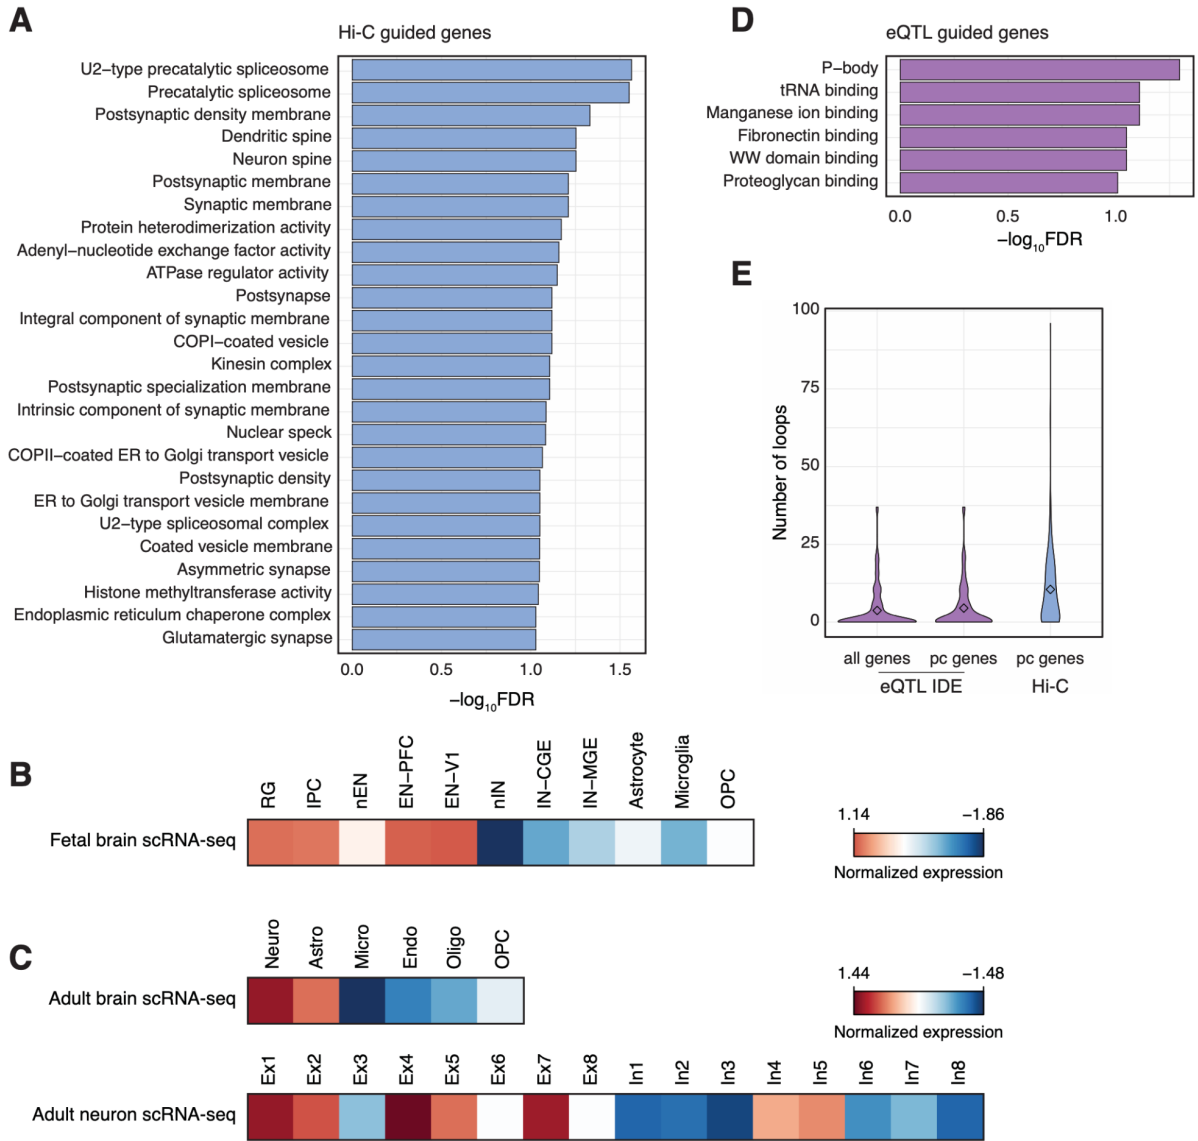 A
Hi-C guided genes
U2−type precatalytic spliceosome
Precatalytic spliceosome
Postsynaptic density membrane
Dendritic spine
Neuron spine
Postsynaptic membrane
Synaptic membrane
Protein heterodimerization activity
Adenyl−nucleotide exchange factor activity
ATPase regulator activity
Postsynapse
Integral component of synaptic membrane
COPI−coated vesicle
Kinesin complex
Postsynaptic specialization membrane
Intrinsic component of synaptic membrane
Nuclear speck
COPII−coated ER to Golgi transport vesicle
Postsynaptic density
ER to Golgi transport vesicle membrane
U2−type spliceosomal complex
Coated vesicle membrane
Asymmetric synapse
Histone methyltransferase activity
Endoplasmic reticulum chaperone complex
Glutamatergic synapse
0.0 0.5 1.0 1.5
−log10FDR
D
eQTL guided genes
P−body
tRNA binding
Manganese ion binding
Fibronectin binding
WW domain binding
Proteoglycan binding
0.0 0.5 1.0
−log10FDR
E
Number of loops
100
75
50
25
0
all genes pc genes pc genes
eQTL IDE Hi-C
B
RG IPC nEN EN−PFC EN−V1 nIN IN−CGE IN−MGE Astrocyte Microglia OPC
Fetal brain scRNA-seq
1.14 −1.86
Normalized expression
C
Neuro Astro Micro Endo Oligo OPC
Adult brain scRNA-seq
1.44 −1.48
Normalized expression
Ex1 Ex2 Ex3 Ex4 Ex5 Ex6 Ex7 Ex8 In1 In2 In3 In4 In5 In6 In7 In8
Adult neuron scRNA-seq